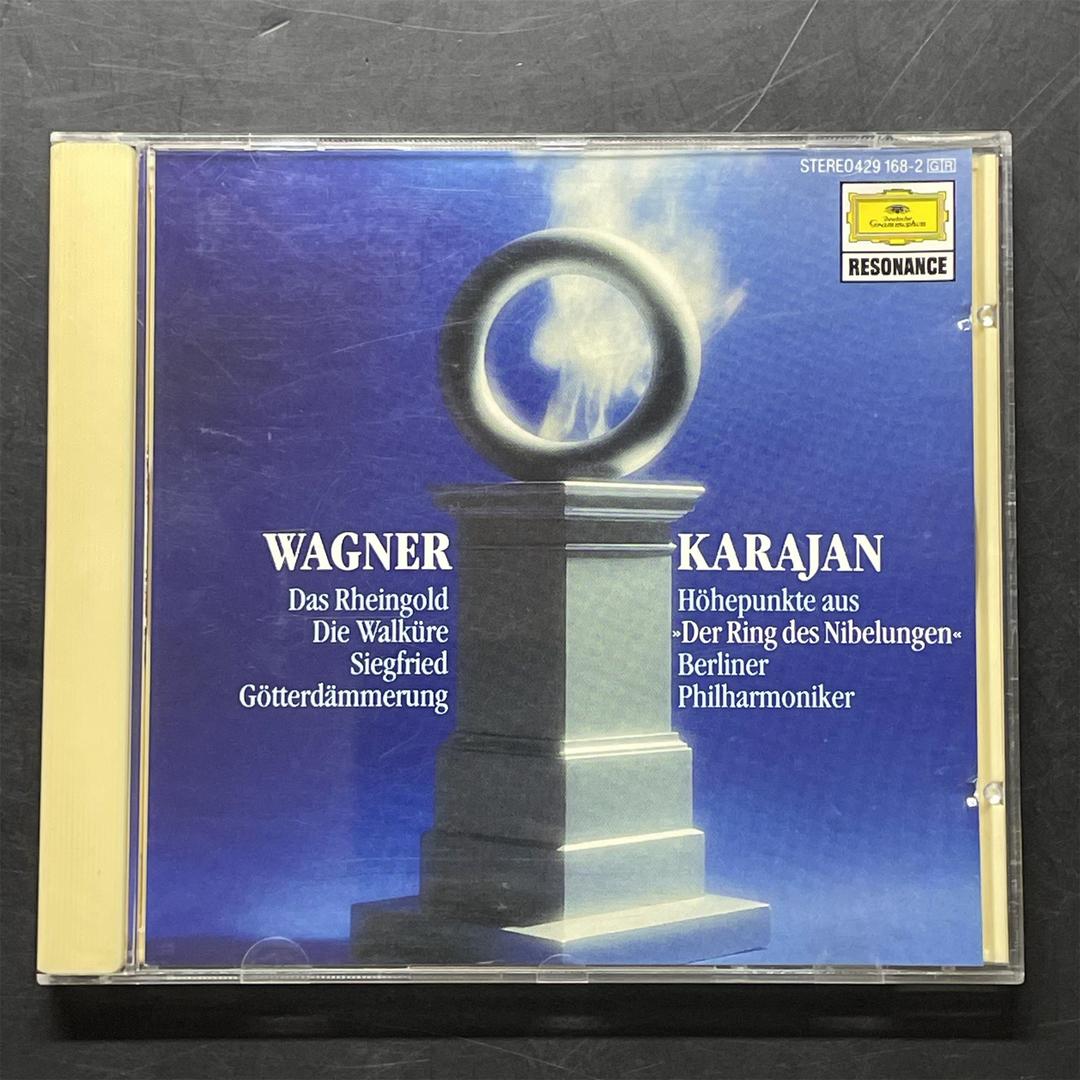 STEREO 429 168-2 GR
Deutsche
Grammophon
RESONANCE
WAGNER
Das Rheingold
Die Walküre
Siegfried
Götterdämmerung
KARAJAN
Höhepunkte aus
»Der Ring des Nibelungen«
Berliner
Philharmoniker